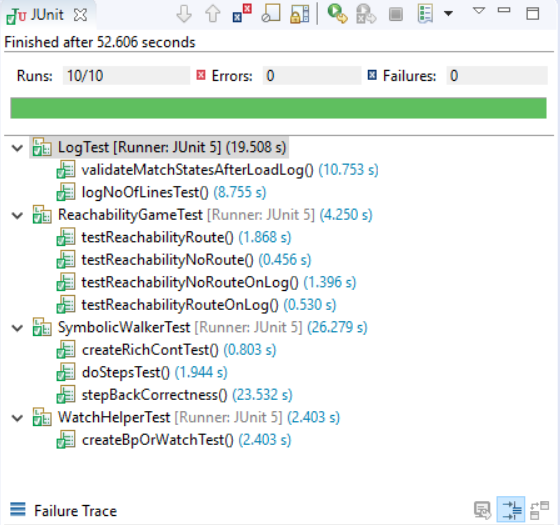 JUnit
Finished after 52.606 seconds
Runs: 10/10 Errors: 0 Failures: 0
LogTest [Runner: JUnit 5] (19.508 s)
validateMatchStatesAfterLoadLog() (10.753 s)
logNoOfLinesTest() (8.755 s)
ReachabilityGameTest [Runner: JUnit 5] (4.250 s)
testReachabilityRoute() (1.868 s)
testReachabilityNoRoute() (0.456 s)
testReachabilityNoRouteOnLog() (1.396 s)
testReachabilityRouteOnLog() (0.530 s)
SymbolicWalkerTest [Runner: JUnit 5] (26.279 s)
createRichContTest() (0.803 s)
doStepsTest() (1.944 s)
stepBackCorrectness() (23.532 s)
WatchHelperTest [Runner: JUnit 5] (2.403 s)
createBpOrWatchTest() (2.403 s)
Failure Trace